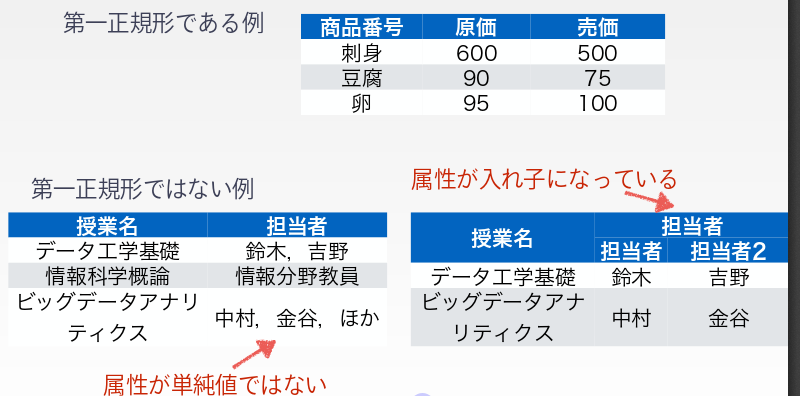 第一正規形である例
商品番号 原価 売価
刺身 600 500
豆腐 90 75
卵 95 100
第一正規形ではない例
授業名 担当者
データ工学基礎 鈴木，吉野
情報科学概論 情報分野教員
ビッグデータアナリ
ティクス
中村，金谷，ほか
属性が単純値ではない
属性が入れ子になっている
授業名 担当者
担当者 担当者2
データ工学基礎 鈴木 吉野
ビッグデータアナ
リティクス
中村 金谷